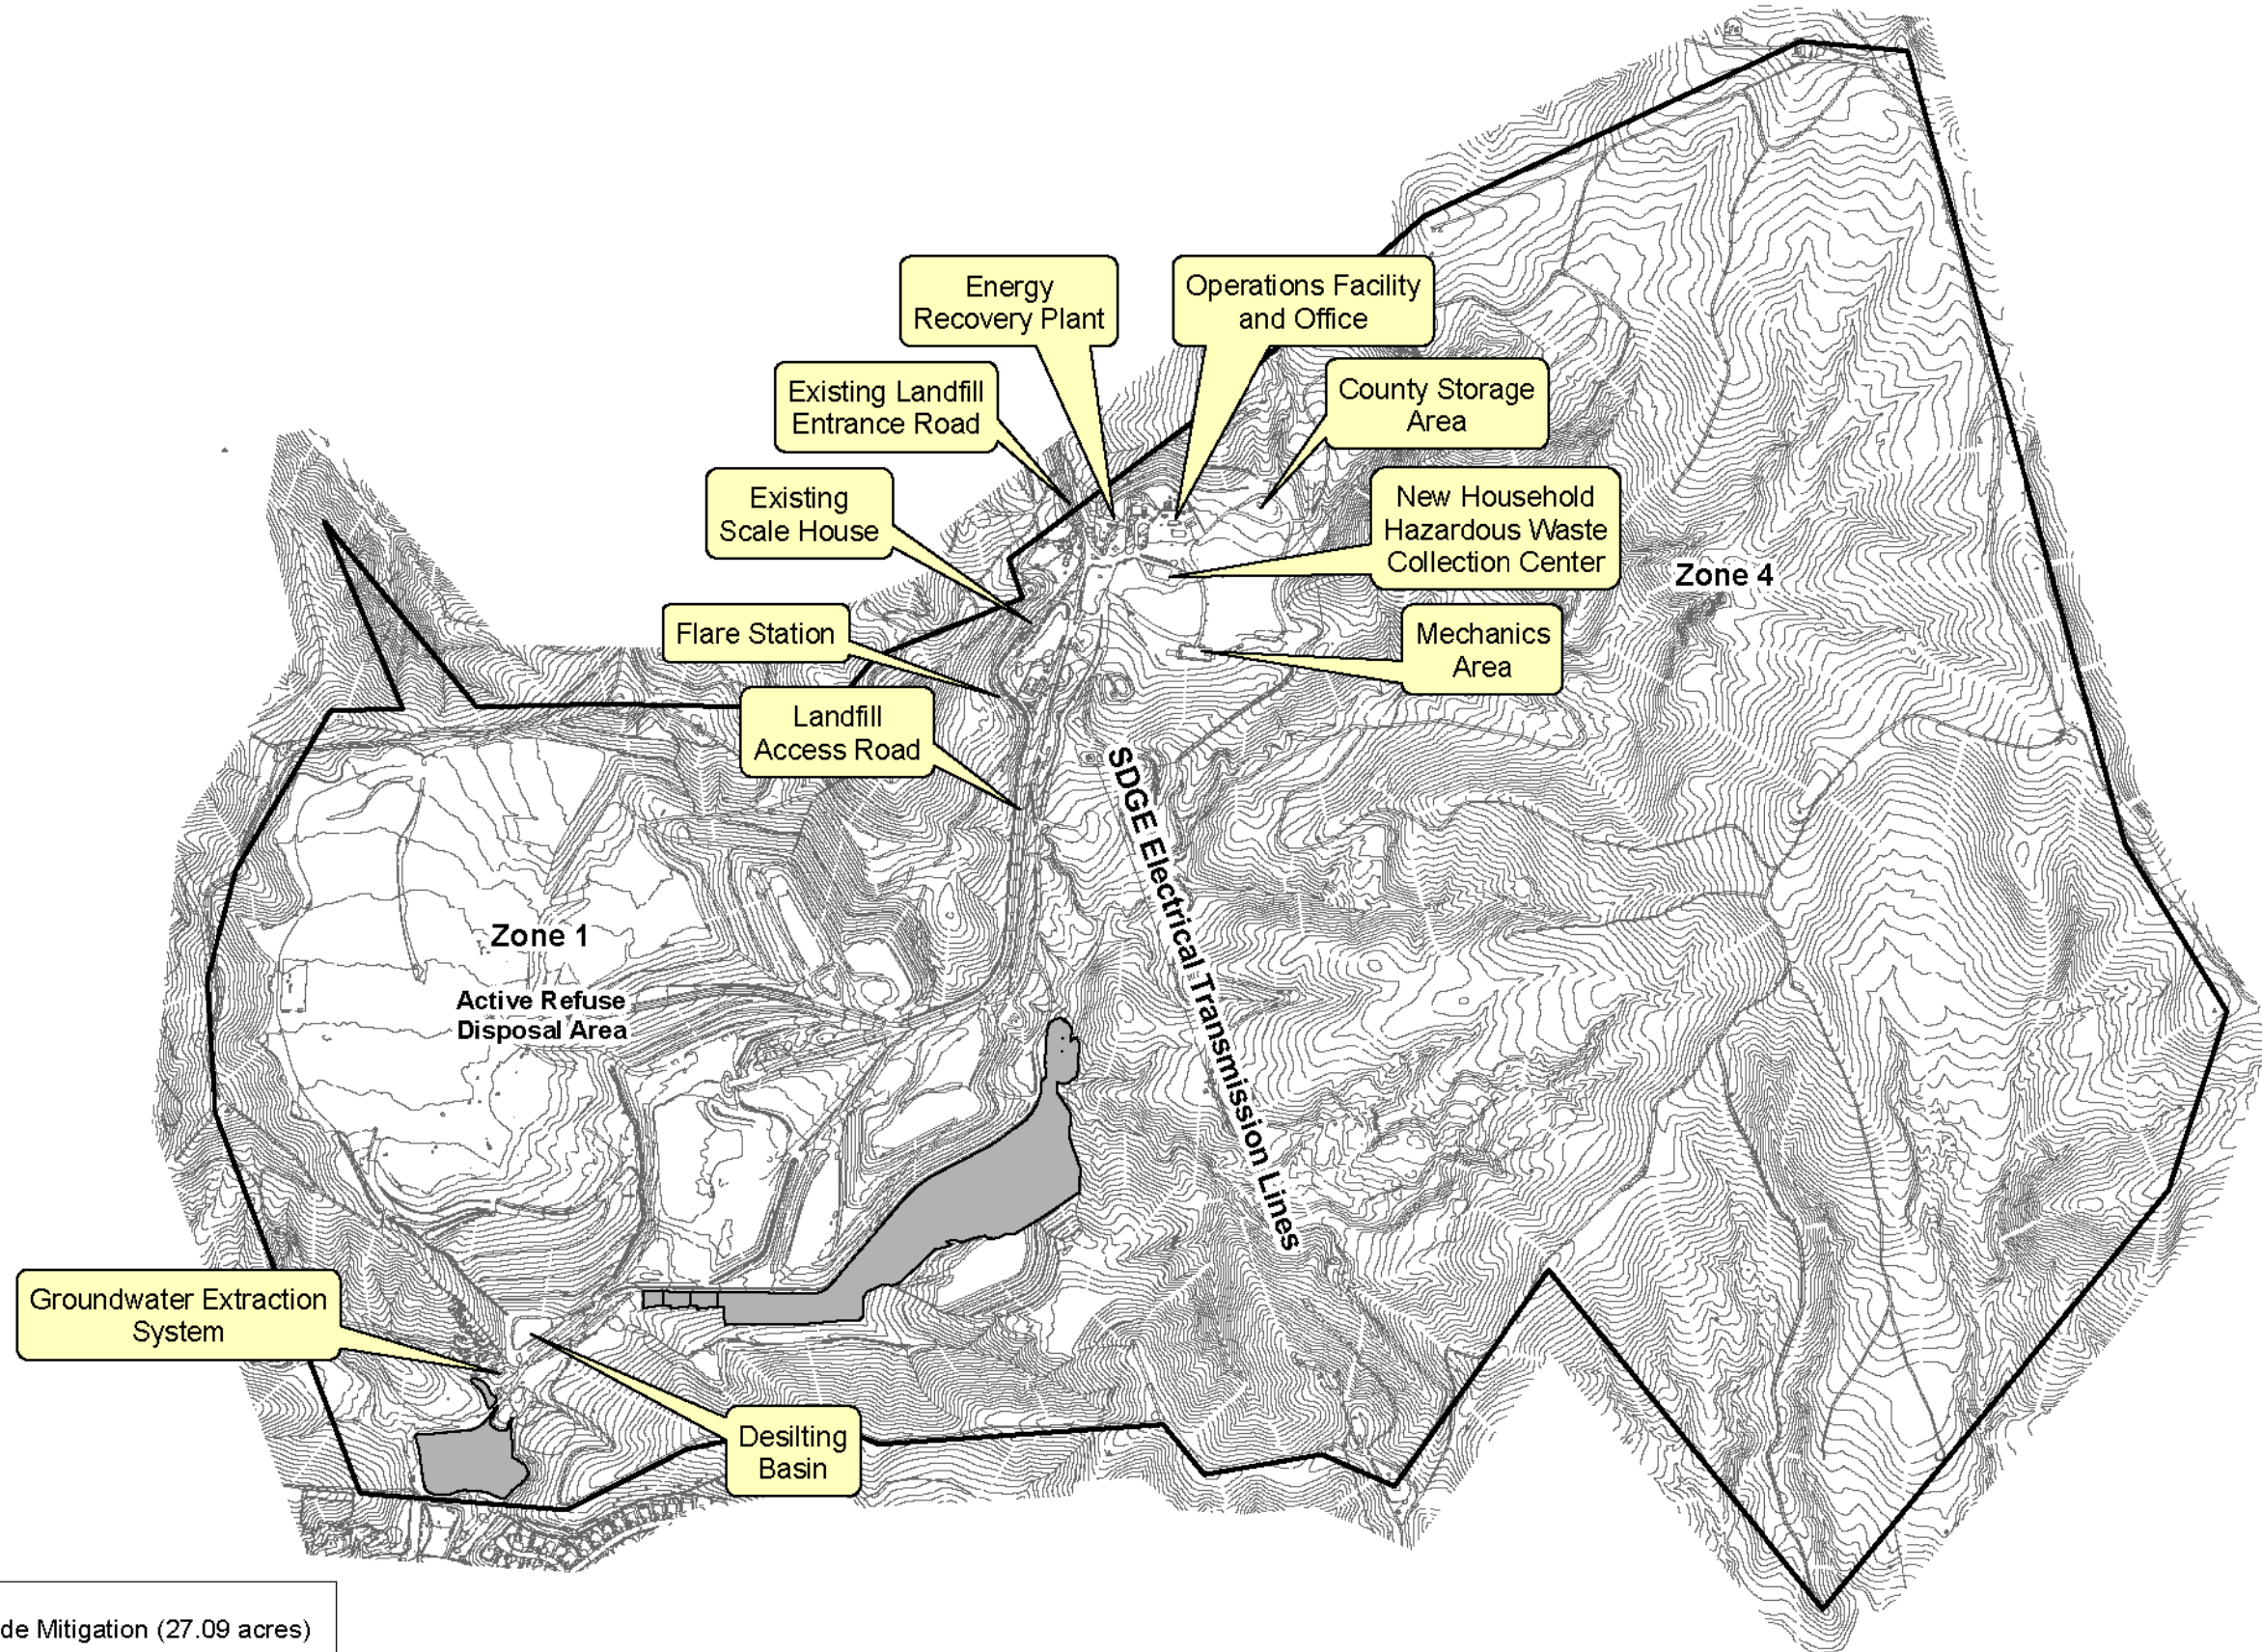 Energy
Recovery Plant
Operations Facility
and Office
Existing Landfill
Entrance Road
County Storage
Area
Existing
Scale House
New Household
Hazardous Waste
Collection Center
Zone 4
Flare Station
Mechanics
Area
Landfill
Access Road
SDGE Electrical Transmission Lines
Zone 1
Active Refuse
Disposal Area
Groundwater Extraction
System
Desilting
Basin
de Mitigation (27.09 acres)